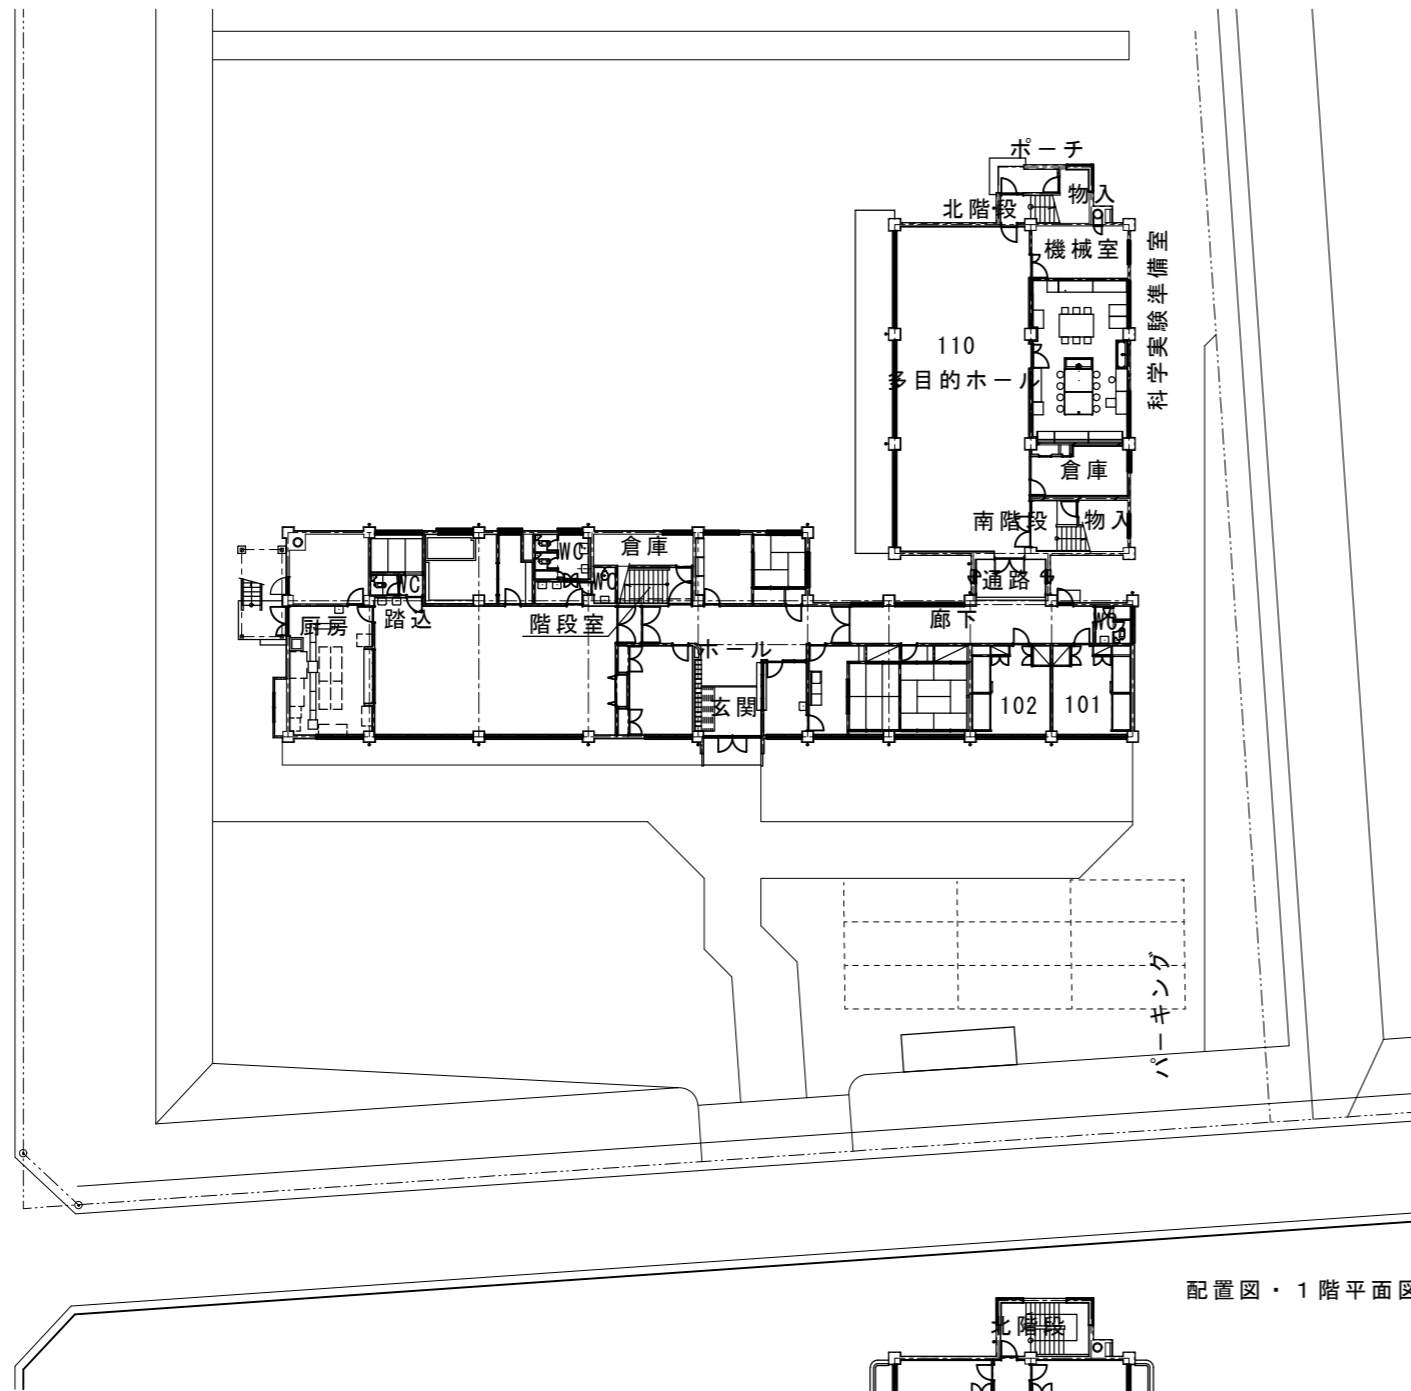 ポーチ
物入
北階段
機械室
科学実験準備室
110
多目的ホール
倉庫
南階段
物入
通路
WC
倉庫
WC
WC
厨房
踏込
階段室
ホール
廊下
WC
玄関
102
101
パーキング
配置図・1階平面図
北階段